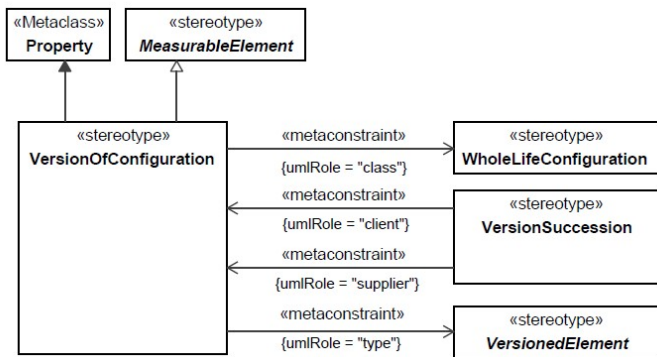 «Metaclass»
Property
«stereotype»
MeasurableElement
«stereotype»
VersionOfConfiguration
«metaconstraint»
{umlRole = "class"}
«stereotype»
WholeLifeConfiguration
«metaconstraint»
{umlRole = "client"}
«stereotype»
VersionSuccession
«metaconstraint»
{umlRole = "supplier"}
«metaconstraint»
{umlRole = "type"}
«stereotype»
VersionedElement